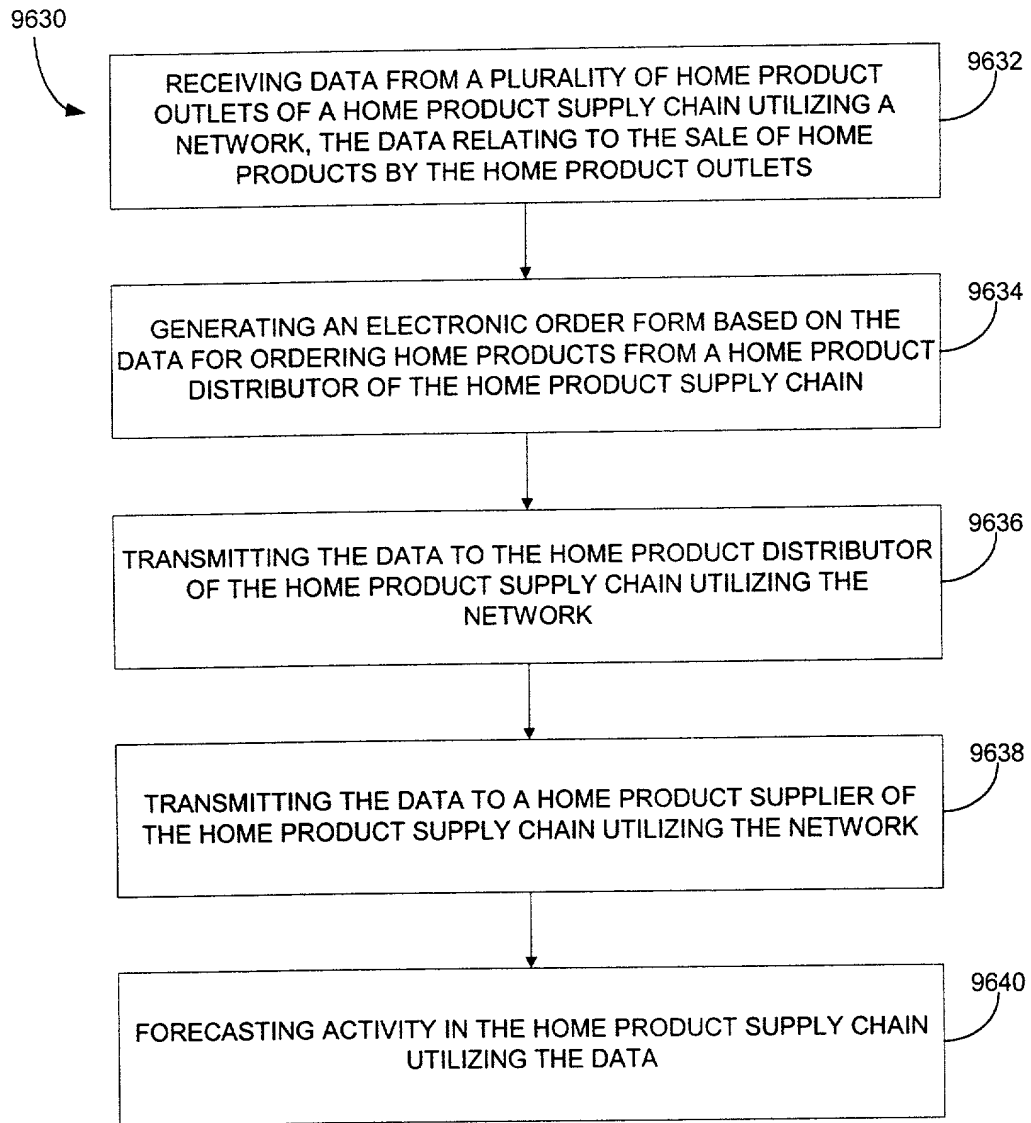 9630
RECEIVING DATA FROM A PLURALITY OF HOME PRODUCT
OUTLETS OF A HOME PRODUCT SUPPLY CHAIN UTILIZING A
NETWORK, THE DATA RELATING TO THE SALE OF HOME
PRODUCTS BY THE HOME PRODUCT OUTLETS
9632
GENERATING AN ELECTRONIC ORDER FORM BASED ON THE
DATA FOR ORDERING HOME PRODUCTS FROM A HOME PRODUCT
DISTRIBUTOR OF THE HOME PRODUCT SUPPLY CHAIN
9634
TRANSMITTING THE DATA TO THE HOME PRODUCT DISTRIBUTOR
OF THE HOME PRODUCT SUPPLY CHAIN UTILIZING THE
NETWORK
9636
TRANSMITTING THE DATA TO A HOME PRODUCT SUPPLIER OF
THE HOME PRODUCT SUPPLY CHAIN UTILIZING THE NETWORK
9638
FORECASTING ACTIVITY IN THE HOME PRODUCT SUPPLY CHAIN
UTILIZING THE DATA
9640